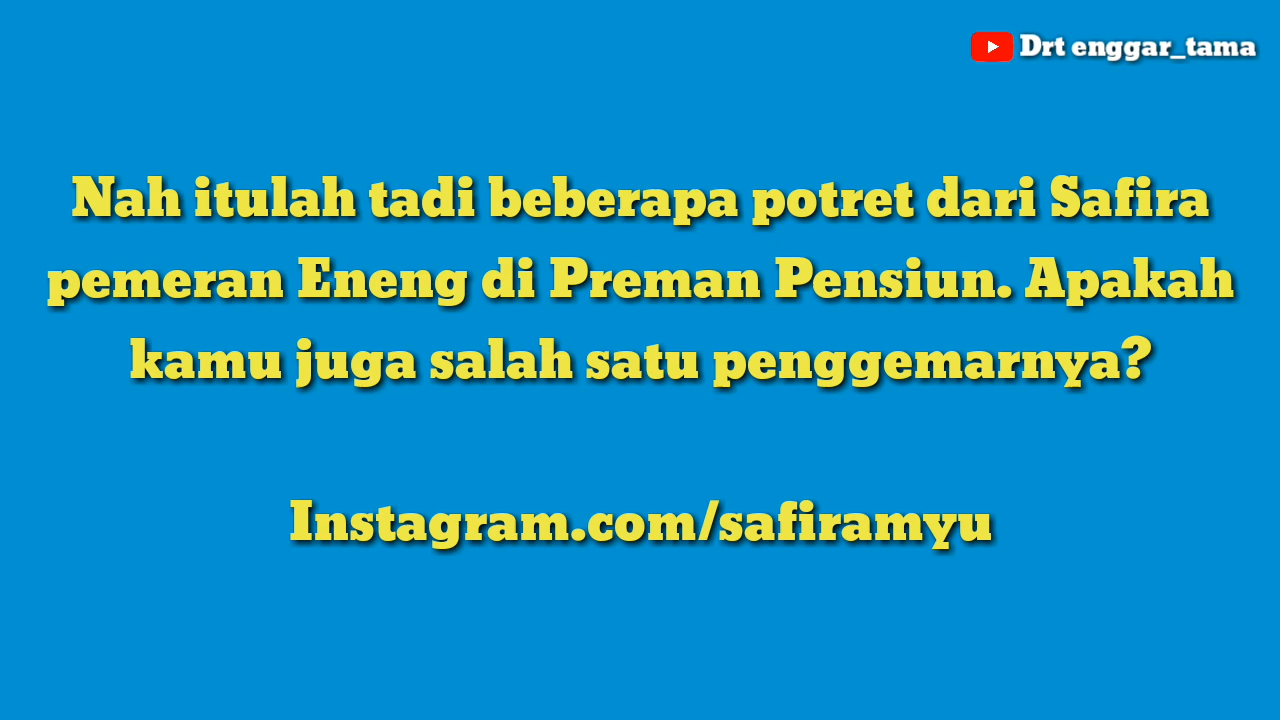 Drt enggar_tama
Nah itulah tadi beberapa potret dari Safira
pemeran Eneng di Preman Pensiun. Apakah
kamu juga salah satu penggemarnya?
Instagram.com/safiramyu